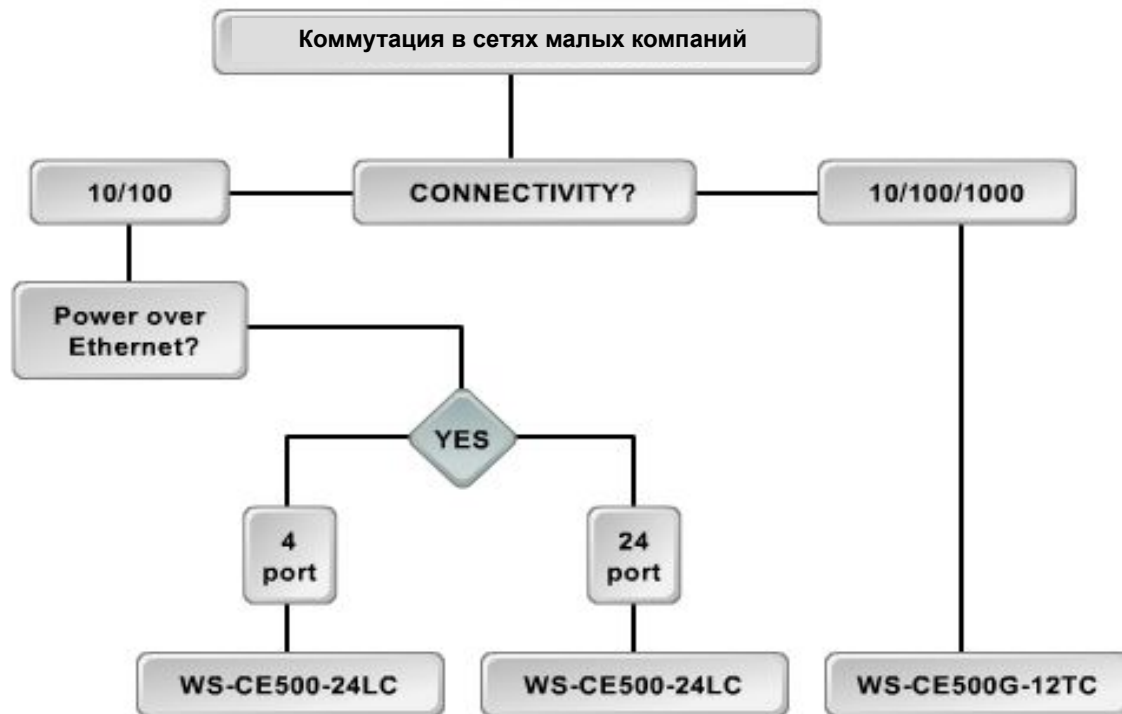 Коммутация в сетях малых компаний
10/100
CONNECTIVITY?
10/100/1000
Power over
Ethernet?
YES
4
port
24
port
WS-CE500-24LC
WS-CE500-24LC
WS-CE500G-12TC